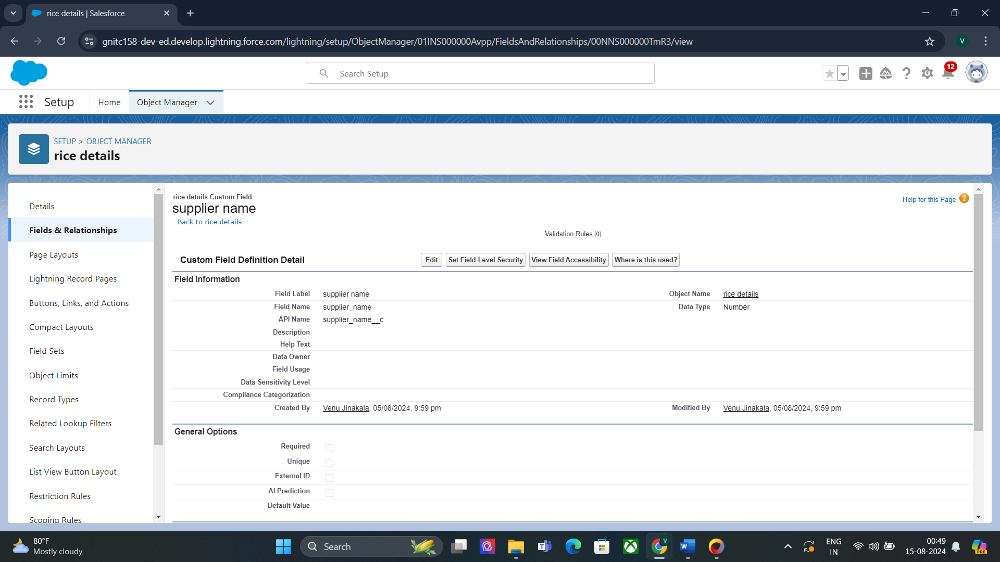 rice details | Salesforce
gnitc158-dev-ed.develop.lightning.force.com/lightning/setup/ObjectManager/01INS000000Avpp/FieldsAndRelationships/00NNS000000TmR3/view
V
Search Setup
12
Setup
Home
Object Manager
SETUP > OBJECT MANAGER
rice details
Details
Fields & Relationships
Page Layouts
Lightning Record Pages
Buttons, Links, and Actions
Compact Layouts
Field Sets
Object Limits
Record Types
Related Lookup Filters
Search Layouts
List View Button Layout
Restriction Rules
Scoping Rules
rice details Custom Field
supplier name
Back to rice details
Help for this Page ?
Validation Rules [0]
Custom Field Definition Detail
Edit
Set Field-Level Security
View Field Accessibility
Where is this used?
Field Information
Field Label supplier name Object Name rice details
Field Name supplier_name Data Type Number
API Name supplier_name__c
Description
Help Text
Data Owner
Field Usage
Data Sensitivity Level
Compliance Categorization
Created By Venu Jinakala, 05/08/2024, 9:59 pm Modified By Venu Jinakala, 05/08/2024, 9:59 pm
General Options
Required
Unique
External ID
AI Prediction
Default Value
80°F
Mostly cloudy
Search
V
ENG
IN
00:49
15-08-2024
PRE